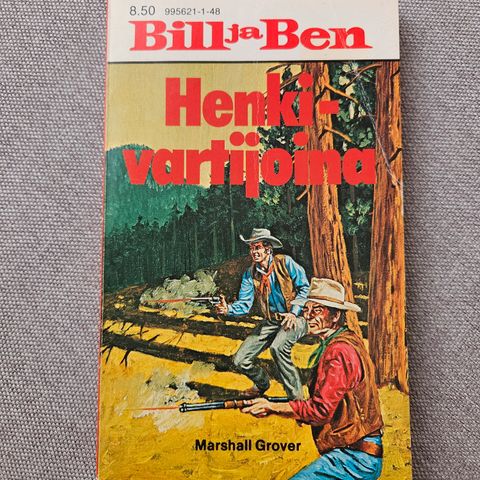 8.50 995621-1-48
Bill ja Ben
Henki-
vartijoina
Marshall Grover